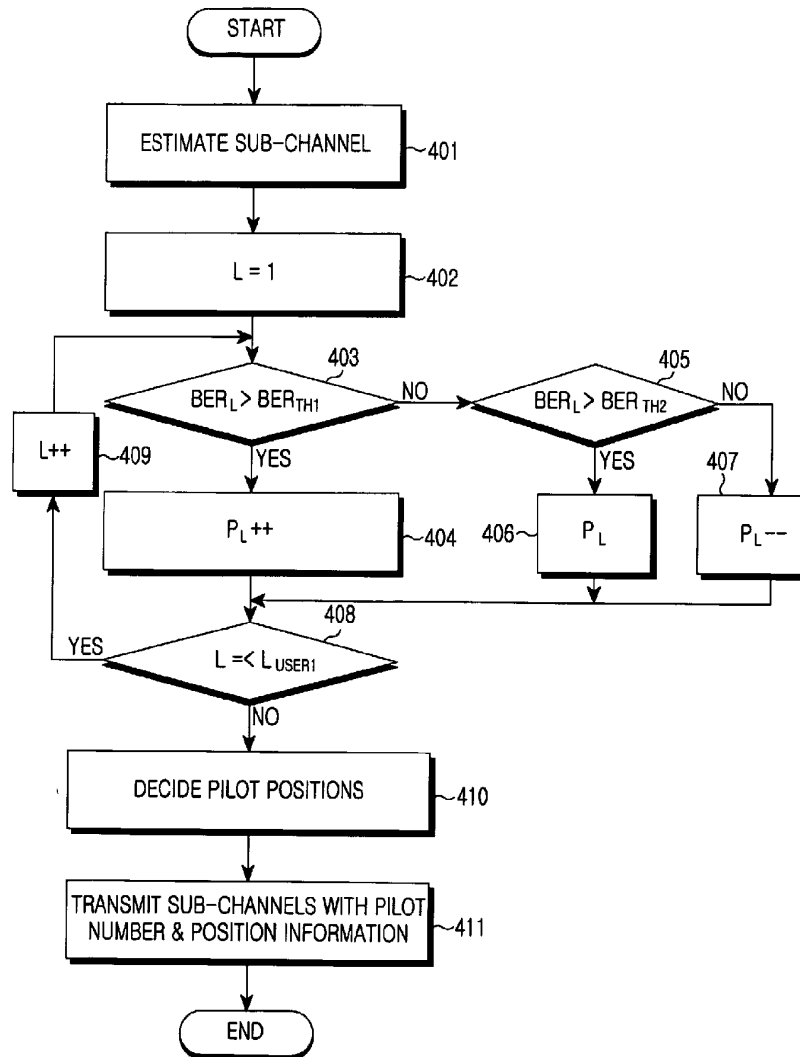 START
ESTIMATE SUB-CHANNEL
401
L = 1
402
403
BER_L > BER_TH1
NO
405
BER_L > BER_TH2
NO
L++
409
YES
YES
407
P_L++
404
406
P_L
P_L--
408
YES
L =< L_USER1
NO
DECIDE PILOT POSITIONS
410
TRANSMIT SUB-CHANNELS WITH PILOT
NUMBER & POSITION INFORMATION
411
END